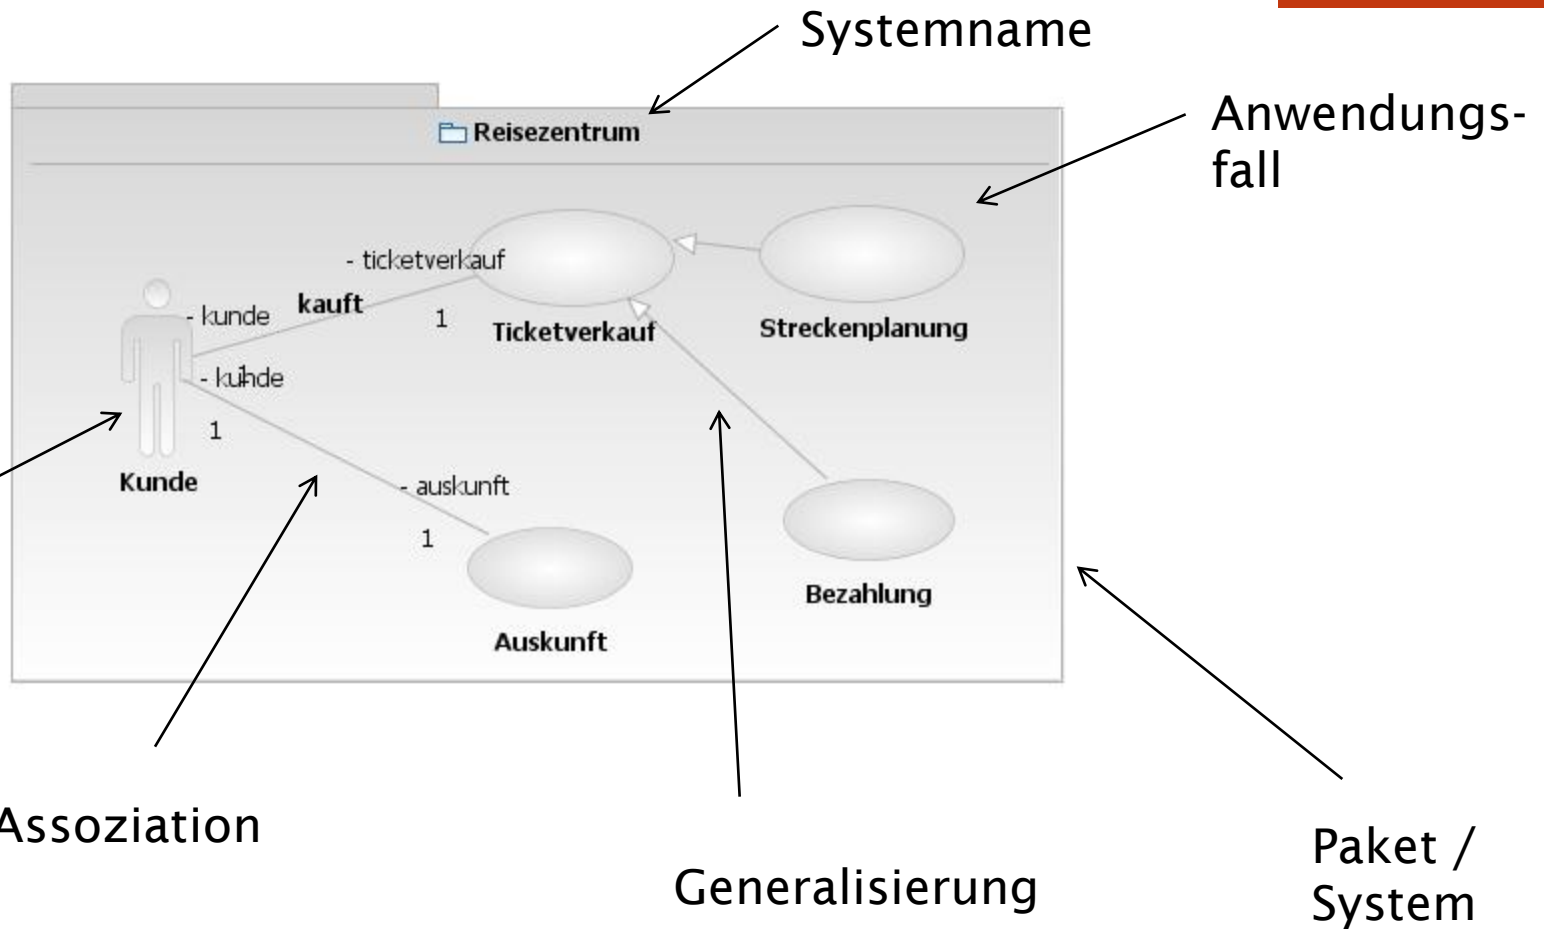 Systemname
Anwendungs-
fall
Reisezentrum
- ticketverkauf
- kunde
kauft
1
Ticketverkauf
Streckenplanung
- kunde
1
1
Kunde
- auskunft
1
Auskunft
Bezahlung
Assoziation
Generalisierung
Paket /
System